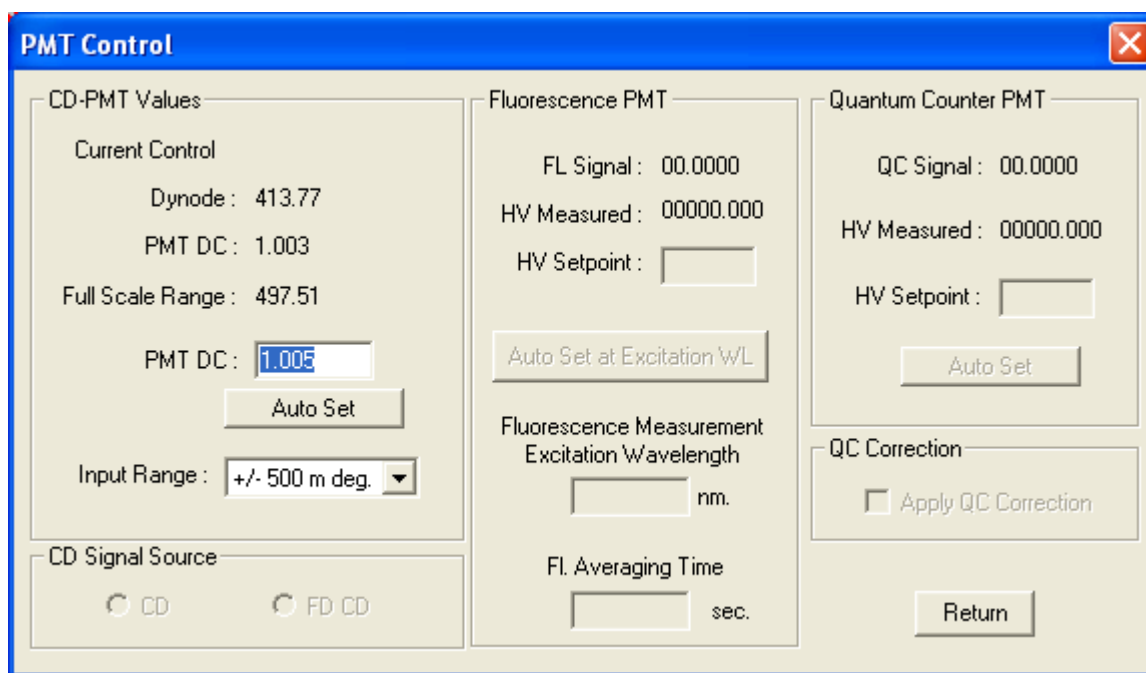 PMT Control
CD-PMT Values
Current Control
Dynode : 413.77
PMT DC : 1.003
Full Scale Range : 497.51
PMT DC : 1.005
Auto Set
Input Range : +/- 500 m deg.
CD Signal Source
CD
FD CD
Fluorescence PMT
FL Signal : 00.0000
HV Measured : 00000.000
HV Setpoint :
Auto Set at Excitation WL
Fluorescence Measurement
Excitation Wavelength
nm.
Fl. Averaging Time
sec.
Quantum Counter PMT
QC Signal : 00.0000
HV Measured : 00000.000
HV Setpoint :
Auto Set
QC Correction
Apply QC Correction
Return